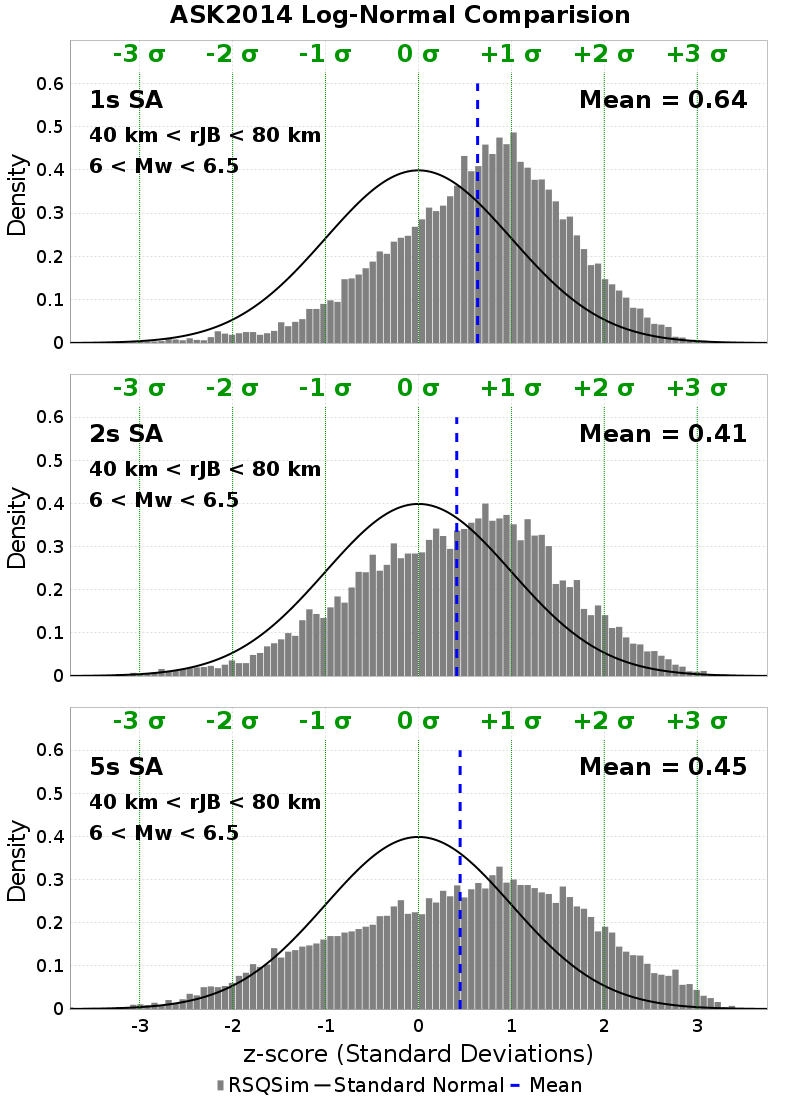 ASK2014 Log-Normal Comparision
-3 σ -2 σ -1 σ 0 σ +1 σ +2 σ +3 σ
0.6
1s SA Mean = 0.64
0.5
40 km < rJB < 80 km
0.4
6 < Mw < 6.5
0.3
0.2
0.1
0
Density
-3 σ -2 σ -1 σ 0 σ +1 σ +2 σ +3 σ
0.6
2s SA Mean = 0.41
0.5
40 km < rJB < 80 km
0.4
6 < Mw < 6.5
0.3
0.2
0.1
0
Density
-3 σ -2 σ -1 σ 0 σ +1 σ +2 σ +3 σ
0.6
5s SA Mean = 0.45
0.5
40 km < rJB < 80 km
0.4
6 < Mw < 6.5
0.3
0.2
0.1
0
Density
-3 -2 -1 0 1 2 3
z-score (Standard Deviations)
RSQSim Standard Normal Mean